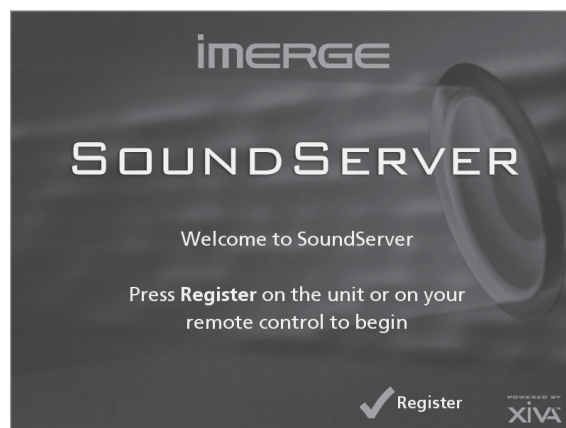 imerge
SOUNDSERVER
Welcome to SoundServer
Press Register on the unit or on your
remote control to begin
Register
POWERED BY
XIVA